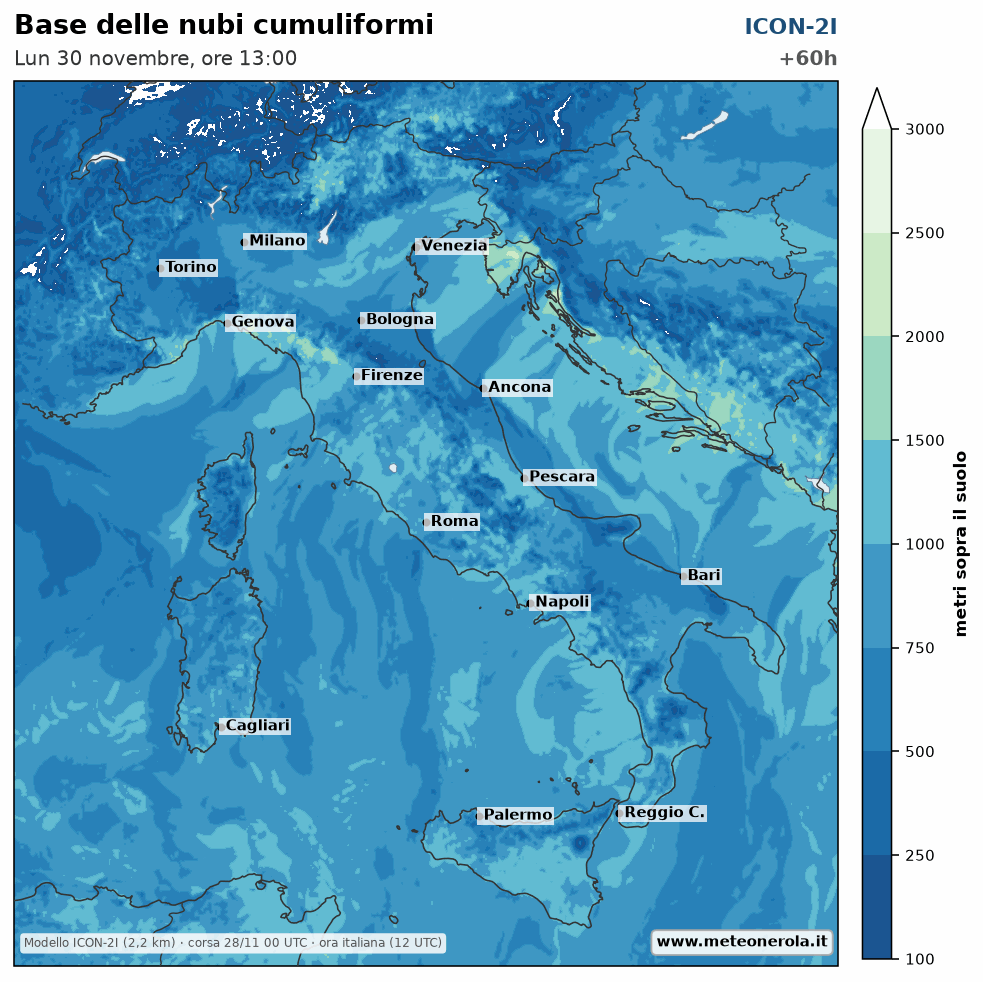 Base delle nubi cumuliformi
ICON-2I
Lun 30 novembre, ore 13:00
+60h
Milano
Venezia
Torino
Genova
Bologna
Firenze
Ancona
Pescara
Roma
Bari
Napoli
Cagliari
Palermo
Reggio C.
3000
2500
2000
1500
1000
750
500
250
100
metri sopra il suolo
Modello ICON-2I (2,2 km) · corsa 28/11 00 UTC · ora italiana (12 UTC)
www.meteonerola.it